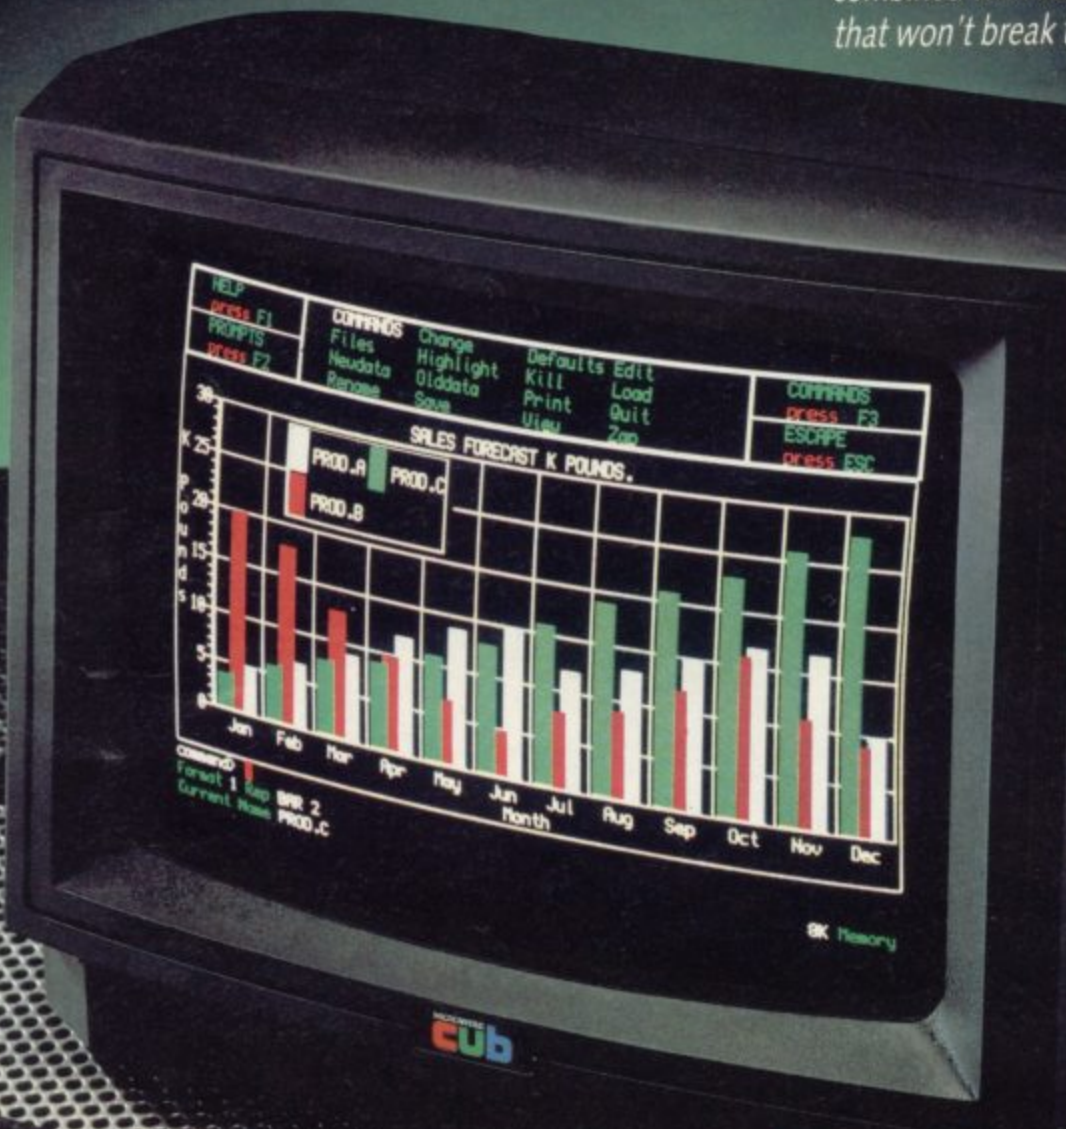 that won't break
HELP
press F1
PROMPTS
press F2
COMMANDS Change Defaults Edit
Files Highlight Kill Load
Newdata Olddata Print Quit
Rename Save View Zap
COMMANDS
press F3
ESCAPE
press ESC
SALES FORECAST K POUNDS.
PROD.A PROD.C
PROD.B
K Pounds
30
25
20
15
10
5
0
Jan Feb Mar Apr May Jun Jul Aug Sep Oct Nov Dec
Month
command>
Format 1 Rep BAR 2
Current Name PROD.C
0K Memory
MICROVITEC
cub